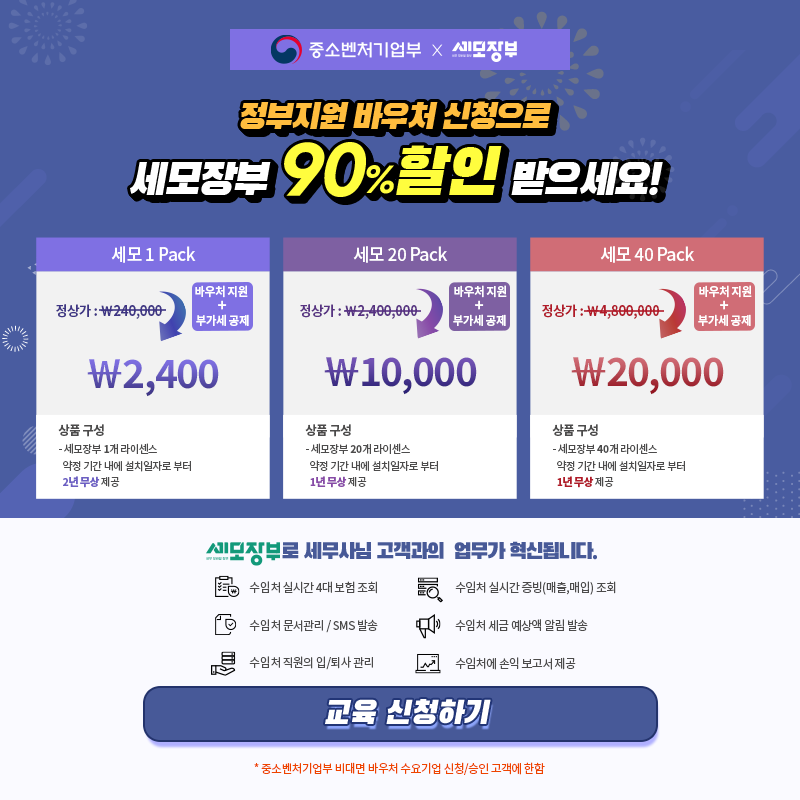 중소벤처기업부 X 세모장부
정부지원 바우처 신청으로
세모장부 90%할인 받으세요!
세모 1 Pack
정상가 : ₩240,000
바우처 지원
+
부가세 공제
₩2,400
상품 구성
- 세모장부 1개 라이센스
약정 기간 내에 설치일자로 부터
2년 무상 제공
세모 20 Pack
정상가 : ₩2,400,000
바우처 지원
+
부가세 공제
₩10,000
상품 구성
- 세모장부 20개 라이센스
약정 기간 내에 설치일자로 부터
1년 무상 제공
세모 40 Pack
정상가 : ₩4,800,000
바우처 지원
+
부가세 공제
₩20,000
상품 구성
- 세모장부 40개 라이센스
약정 기간 내에 설치일자로 부터
1년 무상 제공
세모장부로 세무사님 고객과의 업무가 혁신됩니다.
수임처 실시간 4대 보험 조회
수임처 실시간 증빙(매출,매입) 조회
수임처 문서관리 / SMS 발송
수임처 세금 예상액 알림 발송
수임처 직원의 입/퇴사 관리
수임처에 손익 보고서 제공
교육 신청하기
* 중소벤처기업부 비대면 바우처 수요기업 신청/승인 고객에 한함